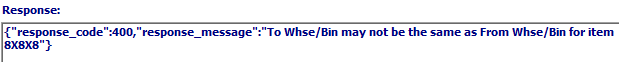 Response:
{"response_code":400,"response_message":"To Whse/Bin may not be the same as From Whse/Bin for item
8X8X8"}